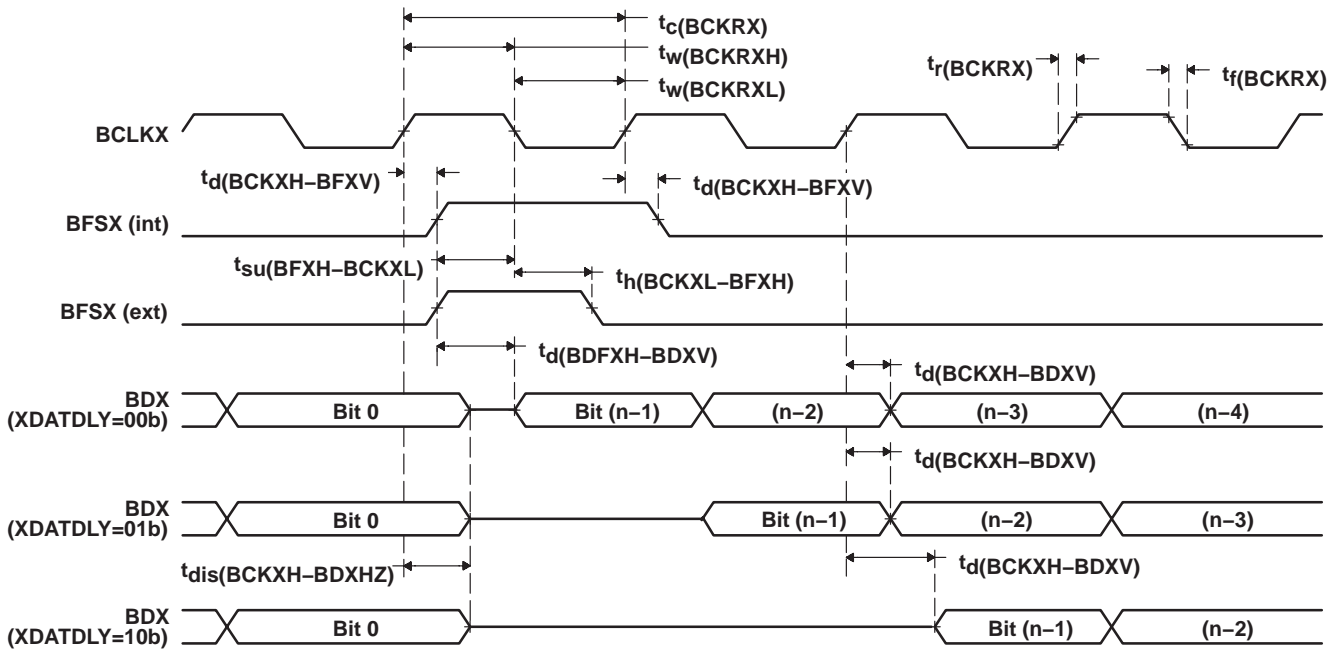 tc(BCKRX)
tw(BCKRXH)
tr(BCKRX)
tf(BCKRX)
tw(BCKRXL)
BCLKX
td(BCKXH–BFXV)
td(BCKXH–BFXV)
BFSX (int)
tsu(BFXH–BCKXL)
th(BCKXL–BFXH)
BFSX (ext)
td(BDFXH–BDXV)
td(BCKXH–BDXV)
BDX
(XDATDLY=00b)
Bit 0
Bit (n–1)
(n–2)
(n–3)
(n–4)
td(BCKXH–BDXV)
BDX
(XDATDLY=01b)
Bit 0
Bit (n–1)
(n–2)
(n–3)
tdis(BCKXH–BDXHZ)
td(BCKXH–BDXV)
BDX
(XDATDLY=10b)
Bit 0
Bit (n–1)
(n–2)